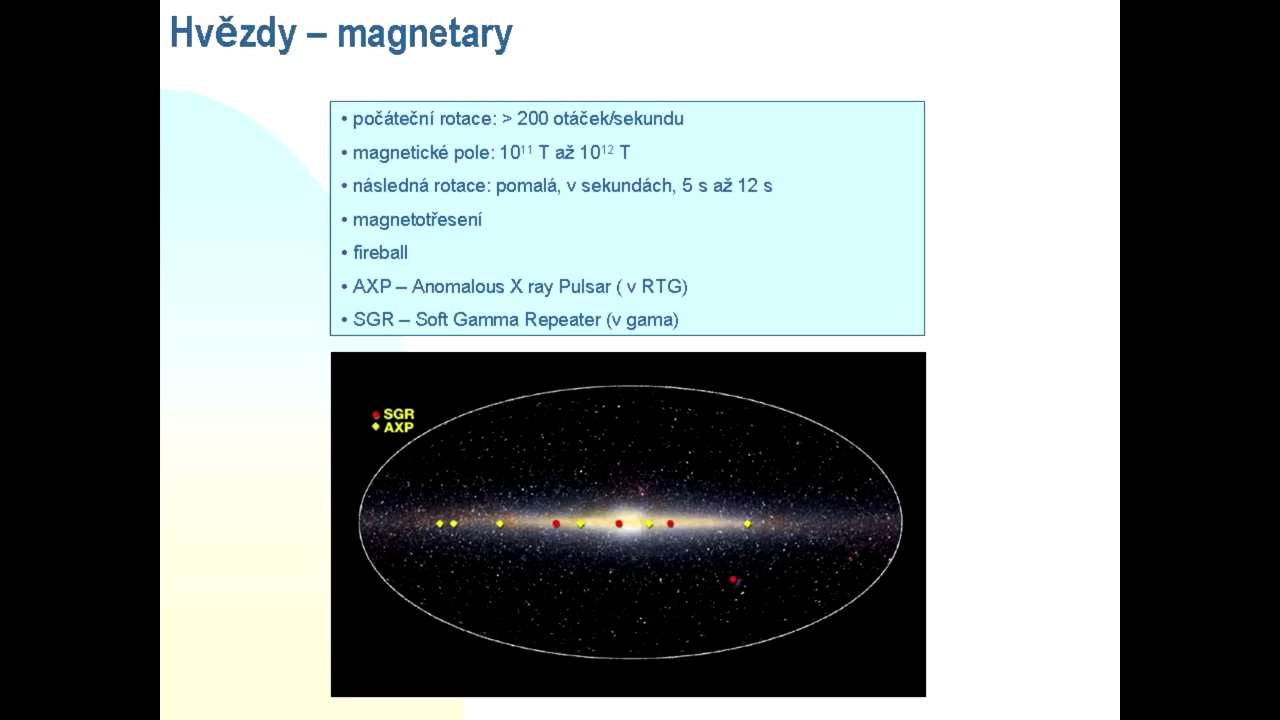 Hvězdy – magnetary
• počáteční rotace: > 200 otáček/sekundu
• magnetické pole: 10¹¹ T až 10¹² T
• následná rotace: pomalá, v sekundách, 5 s až 12 s
• magnetotřesení
• fireball
• AXP – Anomalous X ray Pulsar ( v RTG)
• SGR – Soft Gamma Repeater (v gama)
SGR
AXP